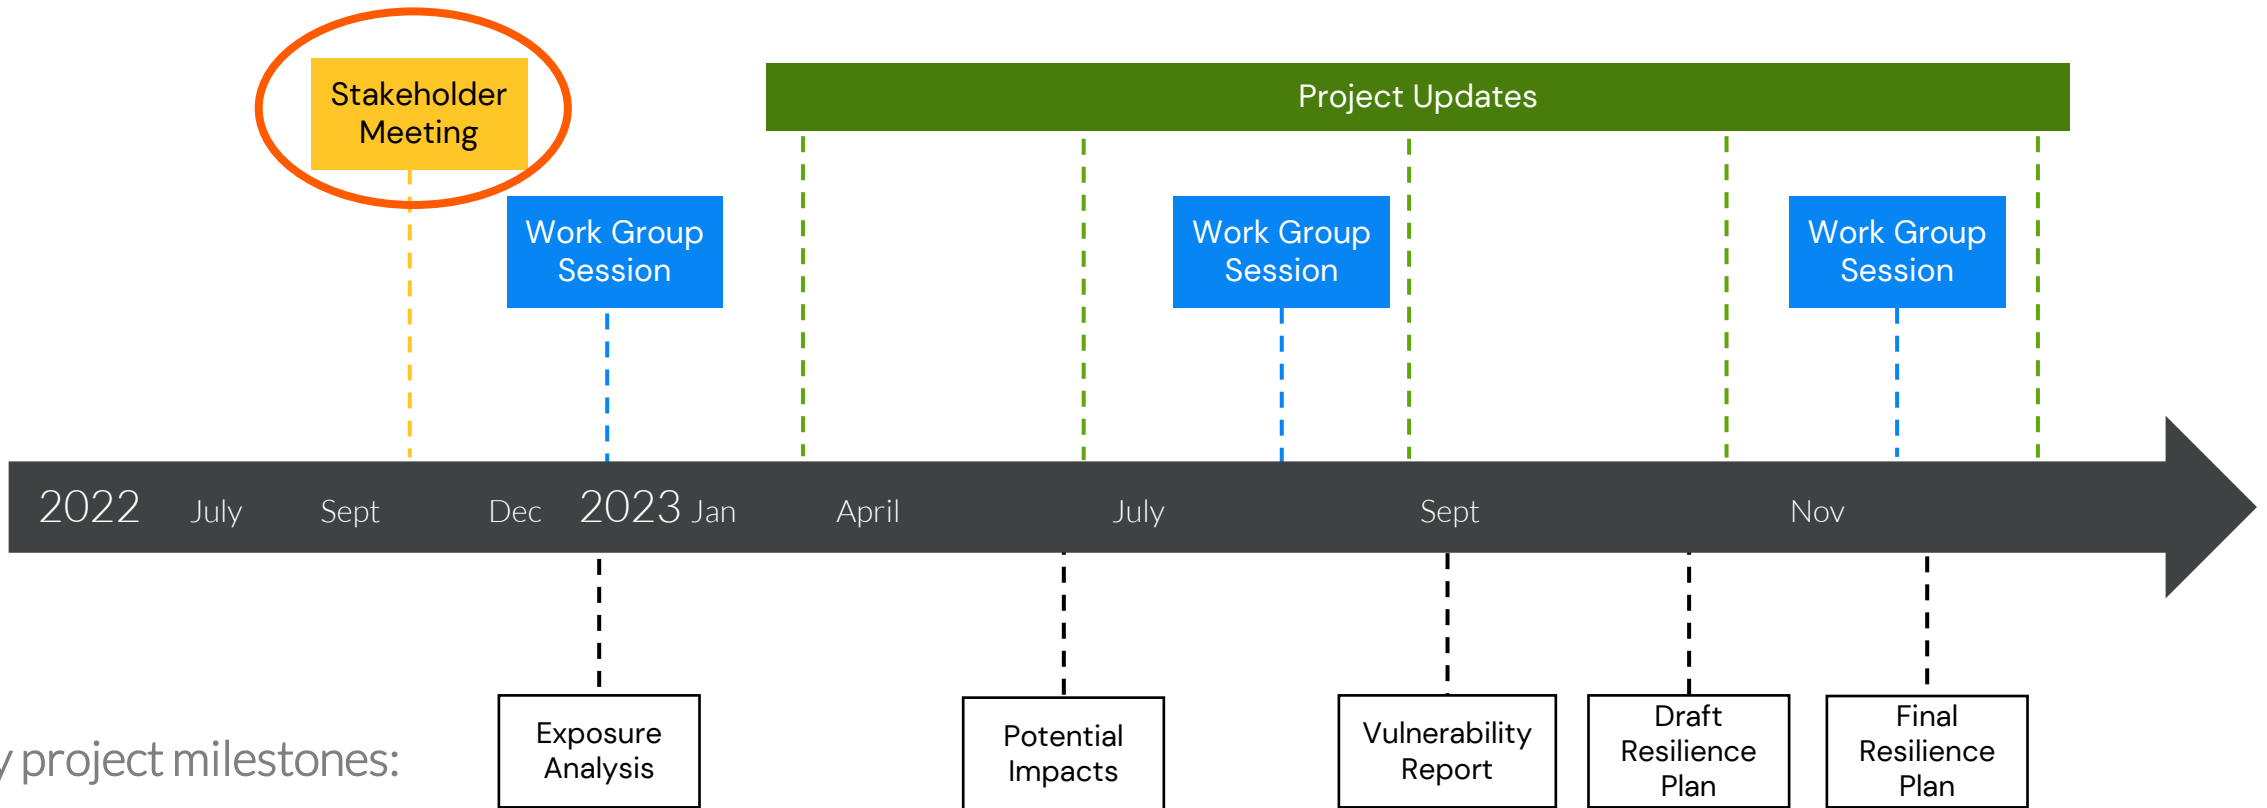 Stakeholder
Meeting
Project Updates
Work Group
Session
Work Group
Session
Work Group
Session
2022 July Sept Dec 2023 Jan April July Sept Nov
y project milestones:
Exposure
Analysis
Potential
Impacts
Vulnerability
Report
Draft
Resilience
Plan
Final
Resilience
Plan